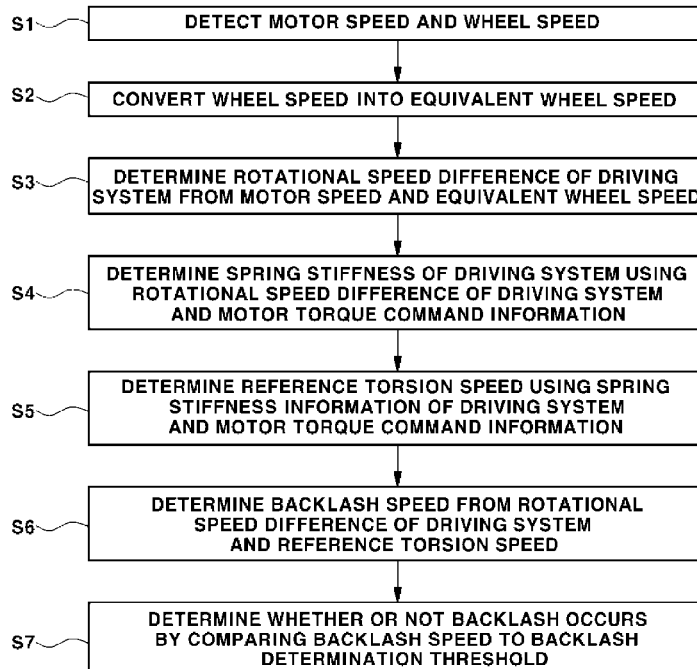 S1
DETECT MOTOR SPEED AND WHEEL SPEED
S2
CONVERT WHEEL SPEED INTO EQUIVALENT WHEEL SPEED
S3
DETERMINE ROTATIONAL SPEED DIFFERENCE OF DRIVING
SYSTEM FROM MOTOR SPEED AND EQUIVALENT WHEEL SPEED
S4
DETERMINE SPRING STIFFNESS OF DRIVING SYSTEM USING
ROTATIONAL SPEED DIFFERENCE OF DRIVING SYSTEM
AND MOTOR TORQUE COMMAND INFORMATION
S5
DETERMINE REFERENCE TORSION SPEED USING SPRING
STIFFNESS INFORMATION OF DRIVING SYSTEM
AND MOTOR TORQUE COMMAND INFORMATION
S6
DETERMINE BACKLASH SPEED FROM ROTATIONAL
SPEED DIFFERENCE OF DRIVING SYSTEM
AND REFERENCE TORSION SPEED
S7
DETERMINE WHETHER OR NOT BACKLASH OCCURS
BY COMPARING BACKLASH SPEED TO BACKLASH
DETERMINATION THRESHOLD